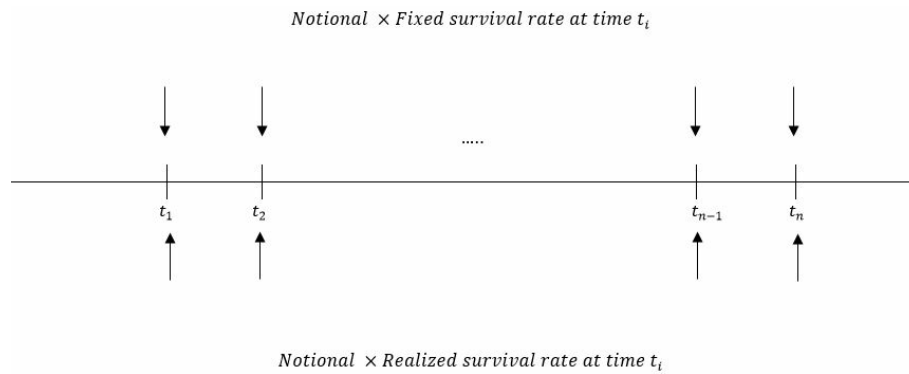 Notional × Fixed survival rate at time tᵢ
.....
t₁ t₂ tₙ₋₁ tₙ
Notional × Realized survival rate at time tᵢ